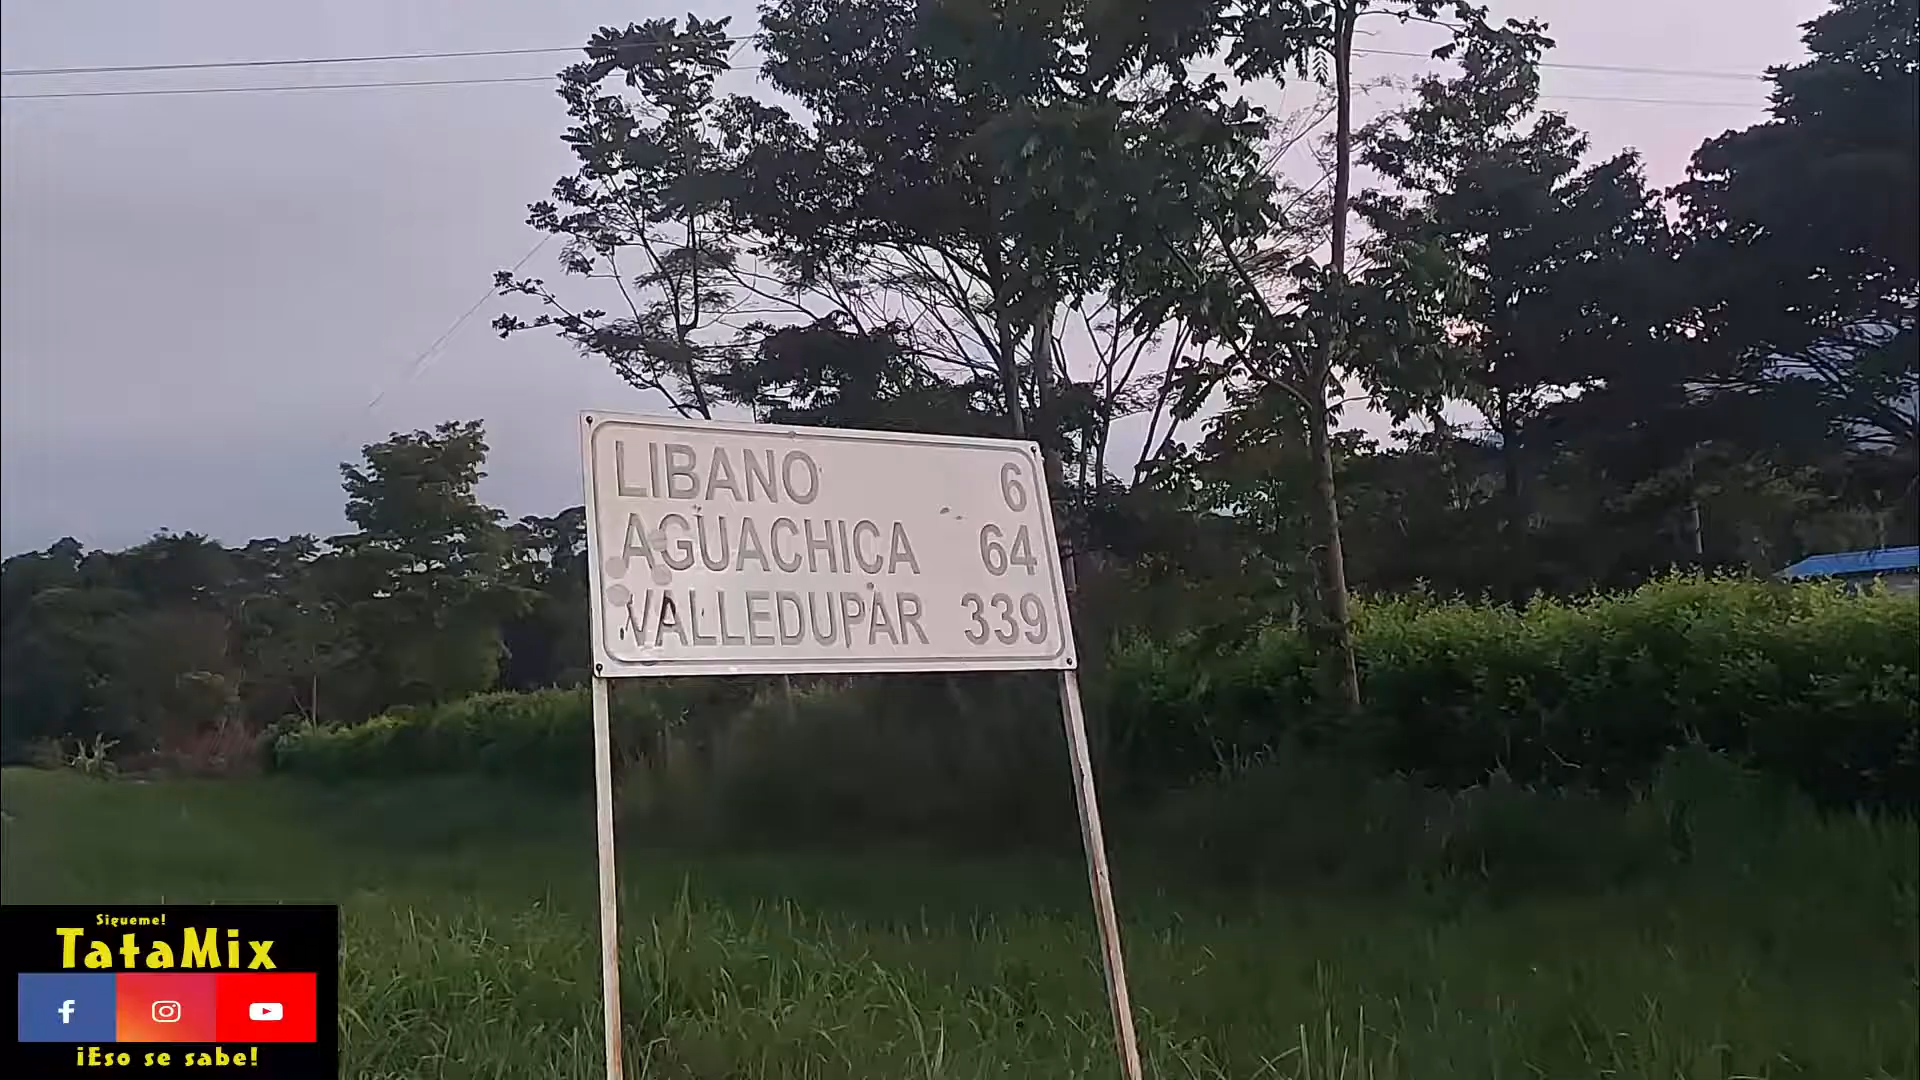 LIBANO 6
AGUACHICA 64
VALLEDUPAR 339
Sigueme!
TataMix
¡Eso se sabe!